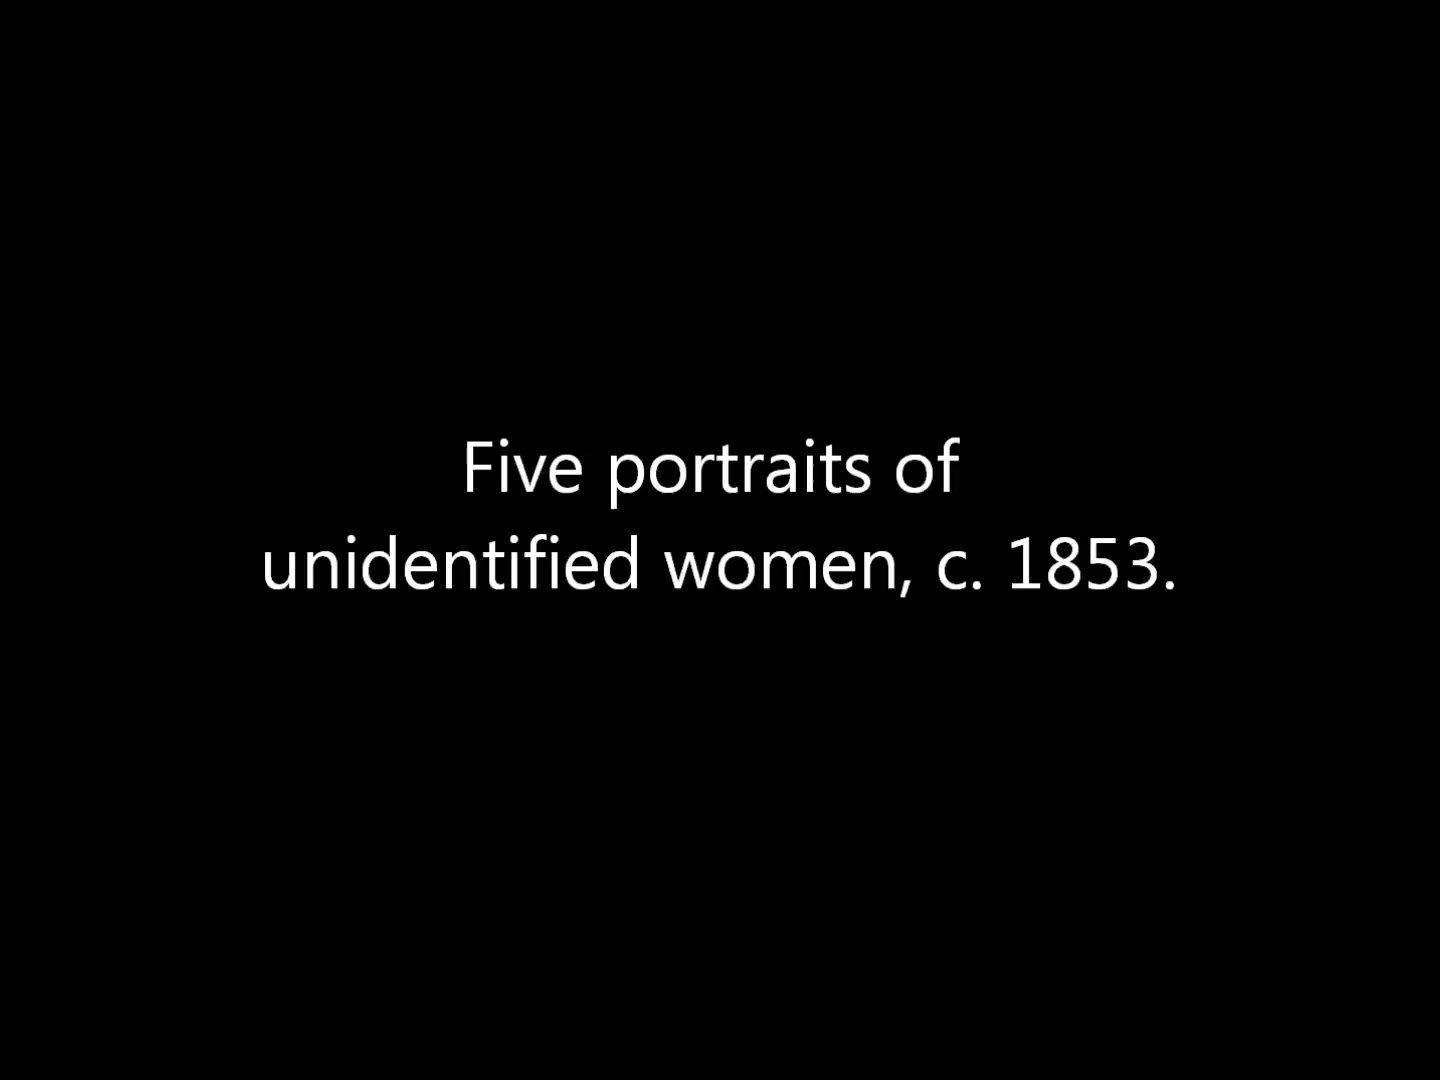 Five portraits of
unidentified women, c. 1853.